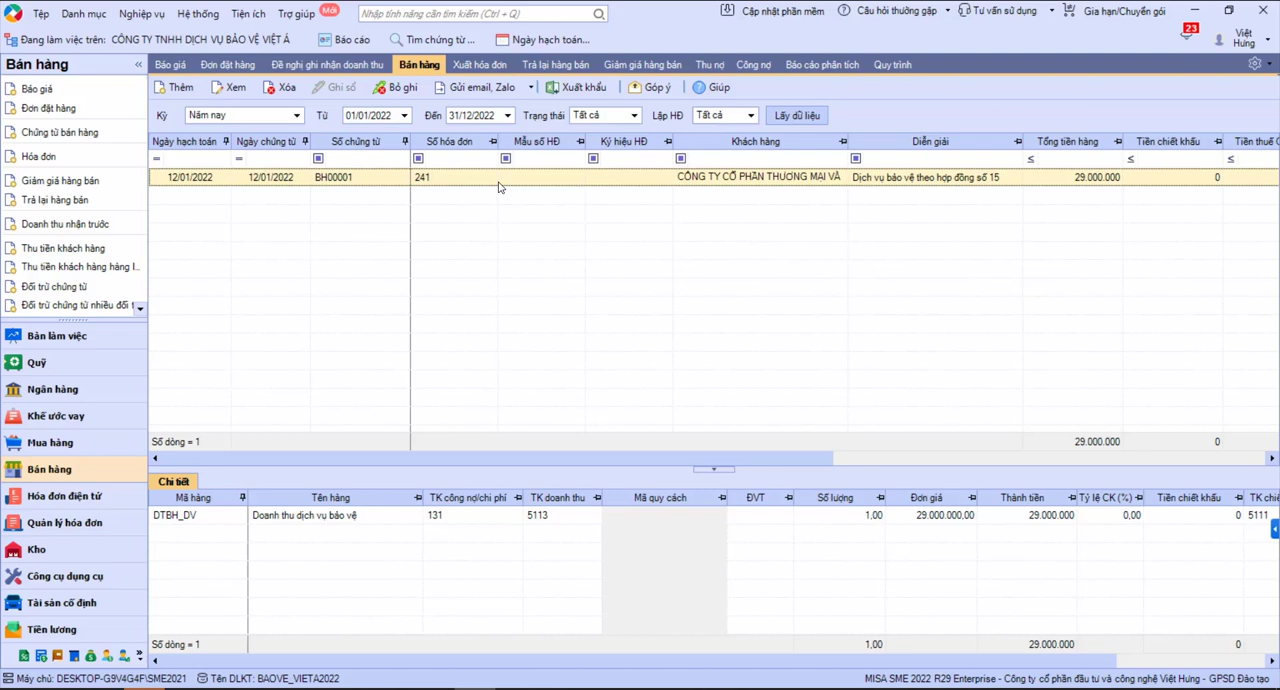 Tệp Danh mục Nghiệp vụ Hệ thống Tiện ích Trợ giúp Mới Nhập tính năng cần tìm kiếm (Ctrl + Q) Cập nhật phần mềm Câu hỏi thường gặp Tư vấn sử dụng Gia hạn/Chuyển gói
Đang làm việc trên: CÔNG TY TNHH DỊCH VỤ BẢO VỆ VIỆT Á Báo cáo Tìm chứng từ ... Ngày hạch toán... 23 Việt Hưng
Bán hàng « Báo giá Đơn đặt hàng Đề nghị ghi nhận doanh thu Bán hàng Xuất hóa đơn Trả lại hàng bán Giảm giá hàng bán Thu nợ Công nợ Báo cáo phân tích Quy trình
Thêm Xem Xóa Ghi sổ Bỏ ghi Gửi email, Zalo Xuất khẩu Góp ý Giúp
Kỳ Năm nay Từ 01/01/2022 Đến 31/12/2022 Trạng thái Tất cả Lập HĐ Tất cả Lấy dữ liệu
Báo giá
Đơn đặt hàng
Chứng từ bán hàng
Hóa đơn
Giảm giá hàng bán
Trả lại hàng bán
Doanh thu nhận trước
Thu tiền khách hàng
Thu tiền khách hàng hàng l...
Đối trừ chứng từ
Đối trừ chứng từ nhiều đối t
Bàn làm việc
Quỹ
Ngân hàng
Khế ước vay
Mua hàng
Bán hàng
Hóa đơn điện tử
Quản lý hóa đơn
Kho
Công cụ dụng cụ
Tài sản cố định
Tiền lương
Ngày hạch toán Ngày chứng từ Số chứng từ Số hóa đơn Mẫu số HĐ Ký hiệu HĐ Khách hàng Diễn giải Tổng tiền hàng Tiền chiết khấu Tiền thuế G
= = ≤ ≤ ≤
12/01/2022 12/01/2022 BH00001 241 CÔNG TY CỔ PHẦN THƯƠNG MẠI VÀ Dịch vụ bảo vệ theo hợp đồng số 15 29.000.000 0
Số dòng = 1 29.000.000 0
Chi tiết
Mã hàng Tên hàng TK công nợ/chi phí TK doanh thu Mã quy cách ĐVT Số lượng Đơn giá Thành tiền Tỷ lệ CK (%) Tiền chiết khấu TK chiế
DTBH_DV Doanh thu dịch vụ bảo vệ 131 5113 1,00 29.000.000,00 29.000.000 0,00 0 5111
Số dòng = 1 1,00 29.000.000 0
Máy chủ: DESKTOP-G9V4G4F\SME2021 Tên DLKT: BAOVE_VIETA2022 MISA SME 2022 R29 Enterprise - Công ty cổ phần đầu tư và công nghệ Việt Hưng - GPSD Đào tạo